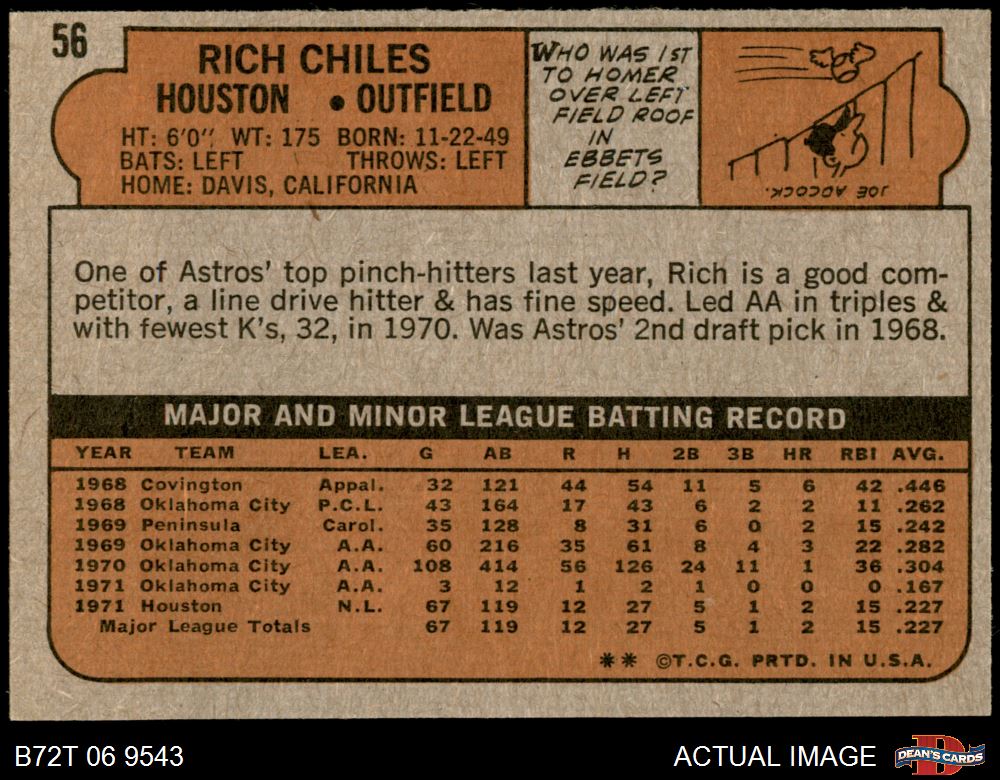 56
RICH CHILES
HOUSTON • OUTFIELD
HT: 6'0" WT: 175 BORN: 11-22-49
BATS: LEFT THROWS: LEFT
HOME: DAVIS, CALIFORNIA
WHO WAS 1ST
TO HOMER
OVER LEFT
FIELD ROOF
IN
EBBETS
FIELD?
JOE ADCOCK.
One of Astros' top pinch-hitters last year, Rich is a good com-
petitor, a line drive hitter & has fine speed. Led AA in triples &
with fewest K's, 32, in 1970. Was Astros' 2nd draft pick in 1968.
MAJOR AND MINOR LEAGUE BATTING RECORD
YEAR TEAM LEA. G AB R H 2B 3B HR RBI AVG.
1968 Covington Appal. 32 121 44 54 11 5 6 42 .446
1968 Oklahoma City P.C.L. 43 164 17 43 6 2 2 11 .262
1969 Peninsula Carol. 35 128 8 31 6 0 2 15 .242
1969 Oklahoma City A.A. 60 216 35 61 8 4 3 22 .282
1970 Oklahoma City A.A. 108 414 56 126 24 11 1 36 .304
1971 Oklahoma City A.A. 3 12 1 2 1 0 0 0 .167
1971 Houston N.L. 67 119 12 27 5 1 2 15 .227
Major League Totals 67 119 12 27 5 1 2 15 .227
** ©T.C.G. PRTD. IN U.S.A.
B72T 06 9543
ACTUAL IMAGE
D
DEAN'S CARDS